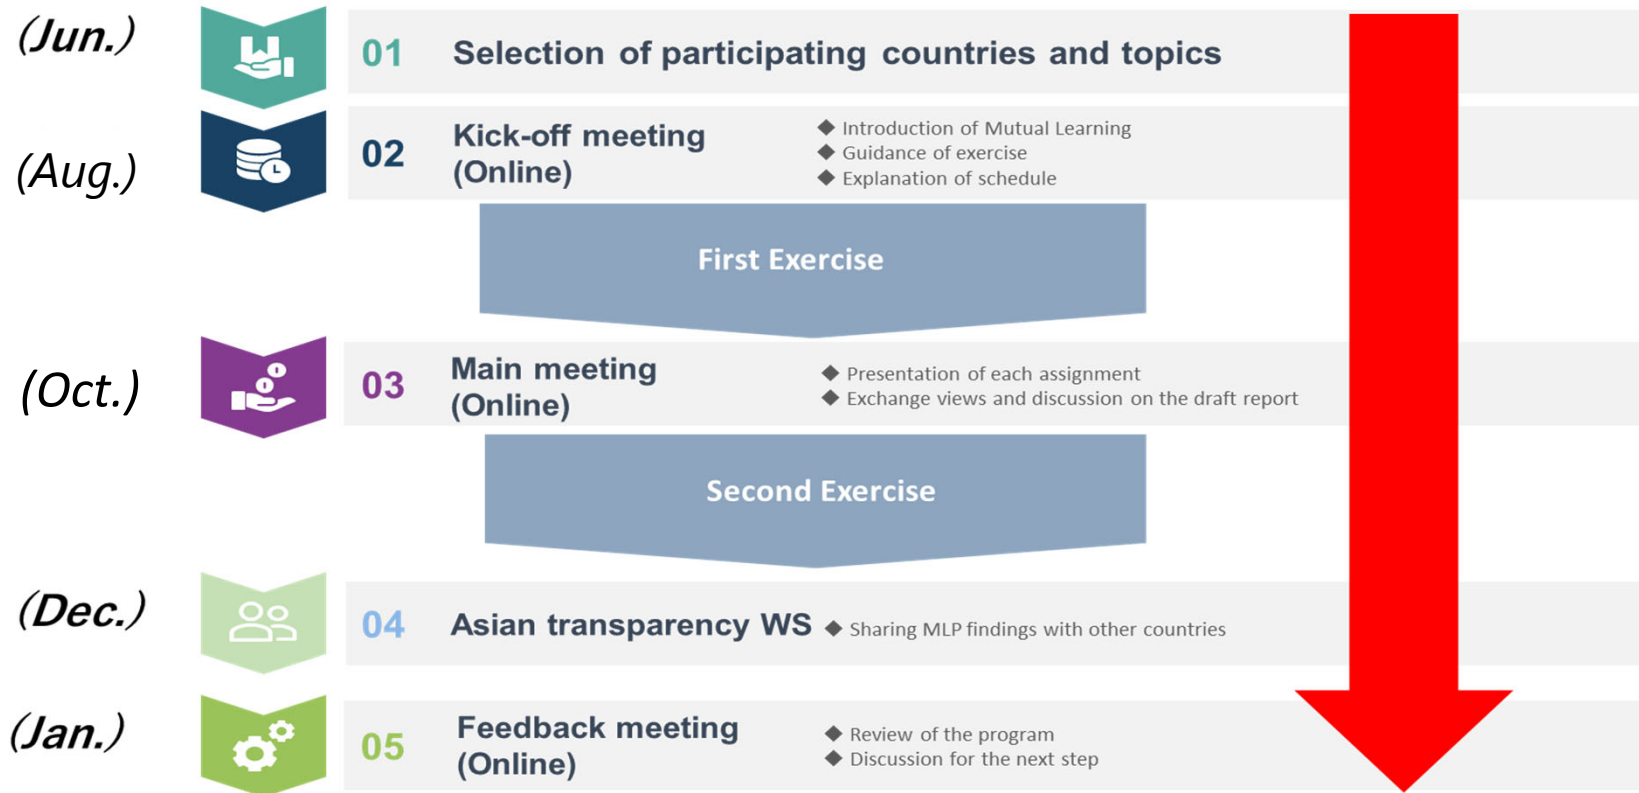 (Jun.)
01 Selection of participating countries and topics
(Aug.)
02 Kick-off meeting
(Online)
◆ Introduction of Mutual Learning
◆ Guidance of exercise
◆ Explanation of schedule
First Exercise
(Oct.)
03 Main meeting
(Online)
◆ Presentation of each assignment
◆ Exchange views and discussion on the draft report
Second Exercise
(Dec.)
04 Asian transparency WS
◆ Sharing MLP findings with other countries
(Jan.)
05 Feedback meeting
(Online)
◆ Review of the program
◆ Discussion for the next step